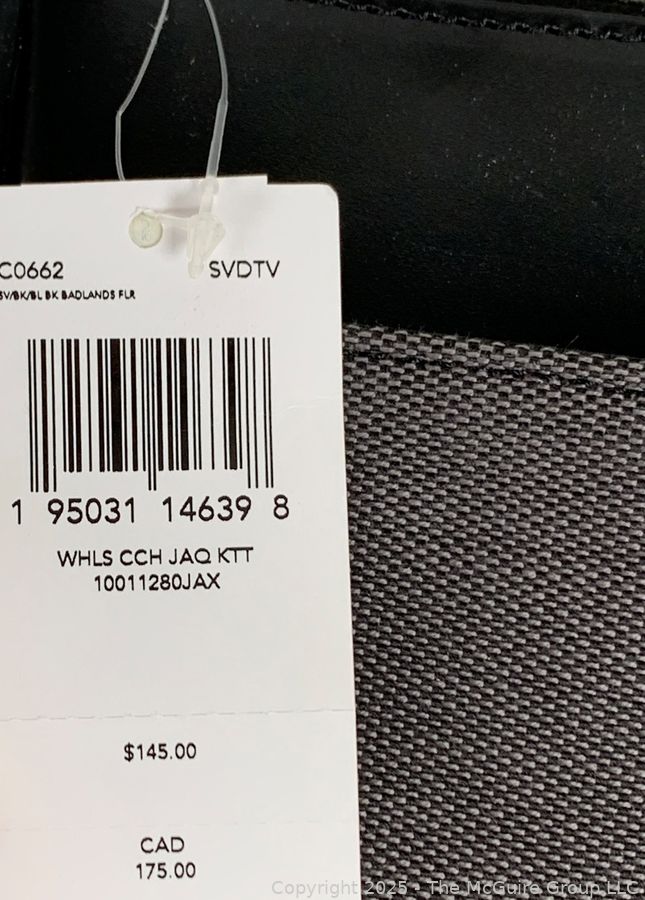 C0662 SVDTV
SV/BK/BL BK BADLANDS FLR
1 95031 14639 8
WHLS CCH JAQ KTT
10011280JAX
$145.00
CAD
175.00
Copyright 2025 - The McGuire Group LLC